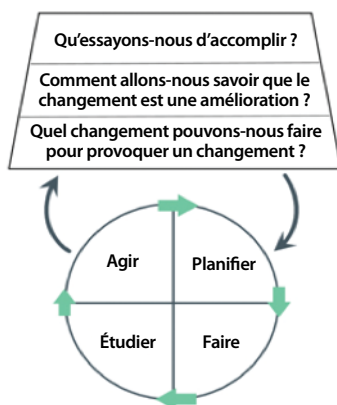 Qu’essayons-nous d’accomplir ?
Comment allons-nous savoir que le
changement est une amélioration ?
Quel changement pouvons-nous faire
pour provoquer un changement ?
Agir
Planifier
Étudier
Faire